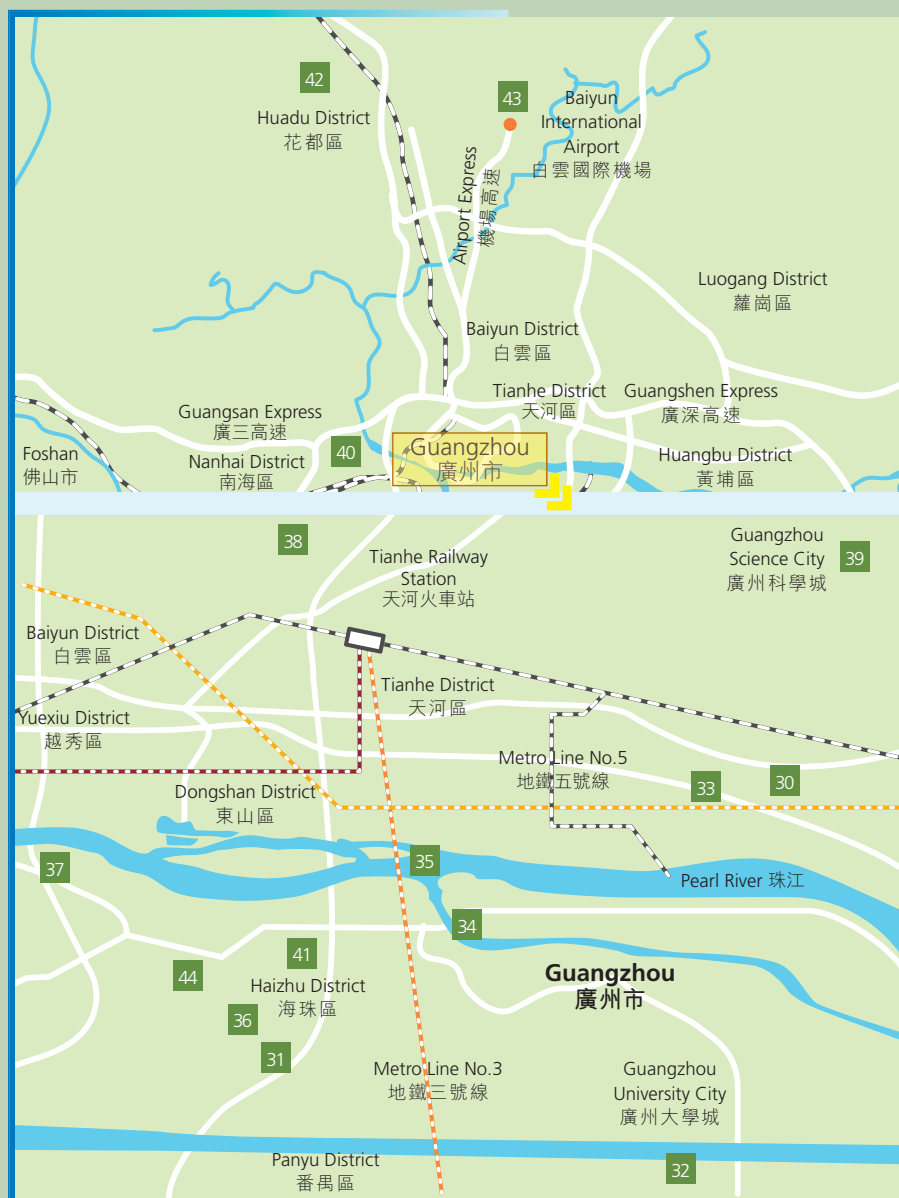 42
Huadu District
花都區
43
Baiyun
International
Airport
白雲國際機場
Airport Express
機場高速
Luogang District
蘿崗區
Baiyun District
白雲區
Tianhe District
天河區
Guangshen Express
廣深高速
Guangsan Express
廣三高速
Foshan
佛山市
Nanhai District
南海區
40
Guangzhou
廣州市
Huangbu District
黃埔區
38
Tianhe Railway
Station
天河火車站
Guangzhou
Science City
廣州科學城
39
Baiyun District
白雲區
Tianhe District
天河區
Yuexiu District
越秀區
Metro Line No.5
地鐵五號線
33
30
Dongshan District
東山區
37
35
Pearl River 珠江
34
41
44
Haizhu District
海珠區
Guangzhou
廣州市
36
31
Metro Line No.3
地鐵三號線
Guangzhou
University City
廣州大學城
Panyu District
番禺區
32